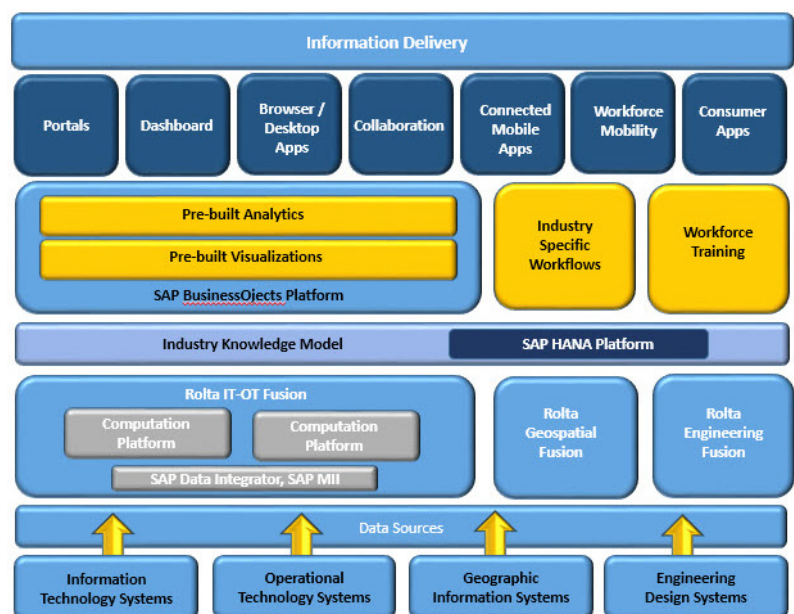 Information Delivery
Portals
Dashboard
Browser /
Desktop
Apps
Collaboration
Connected
Mobile
Apps
Workforce
Mobility
Consumer
Apps
Pre-built Analytics
Pre-built Visualizations
SAP BusinessOjects Platform
Industry
Specific
Workflows
Workforce
Training
Industry Knowledge Model
SAP HANA Platform
Rolta IT-OT Fusion
Computation
Platform
Computation
Platform
SAP Data Integrator, SAP MII
Rolta
Geospatial
Fusion
Rolta
Engineering
Fusion
Data Sources
Information
Technology Systems
Operational
Technology Systems
Geographic
Information Systems
Engineering
Design Systems